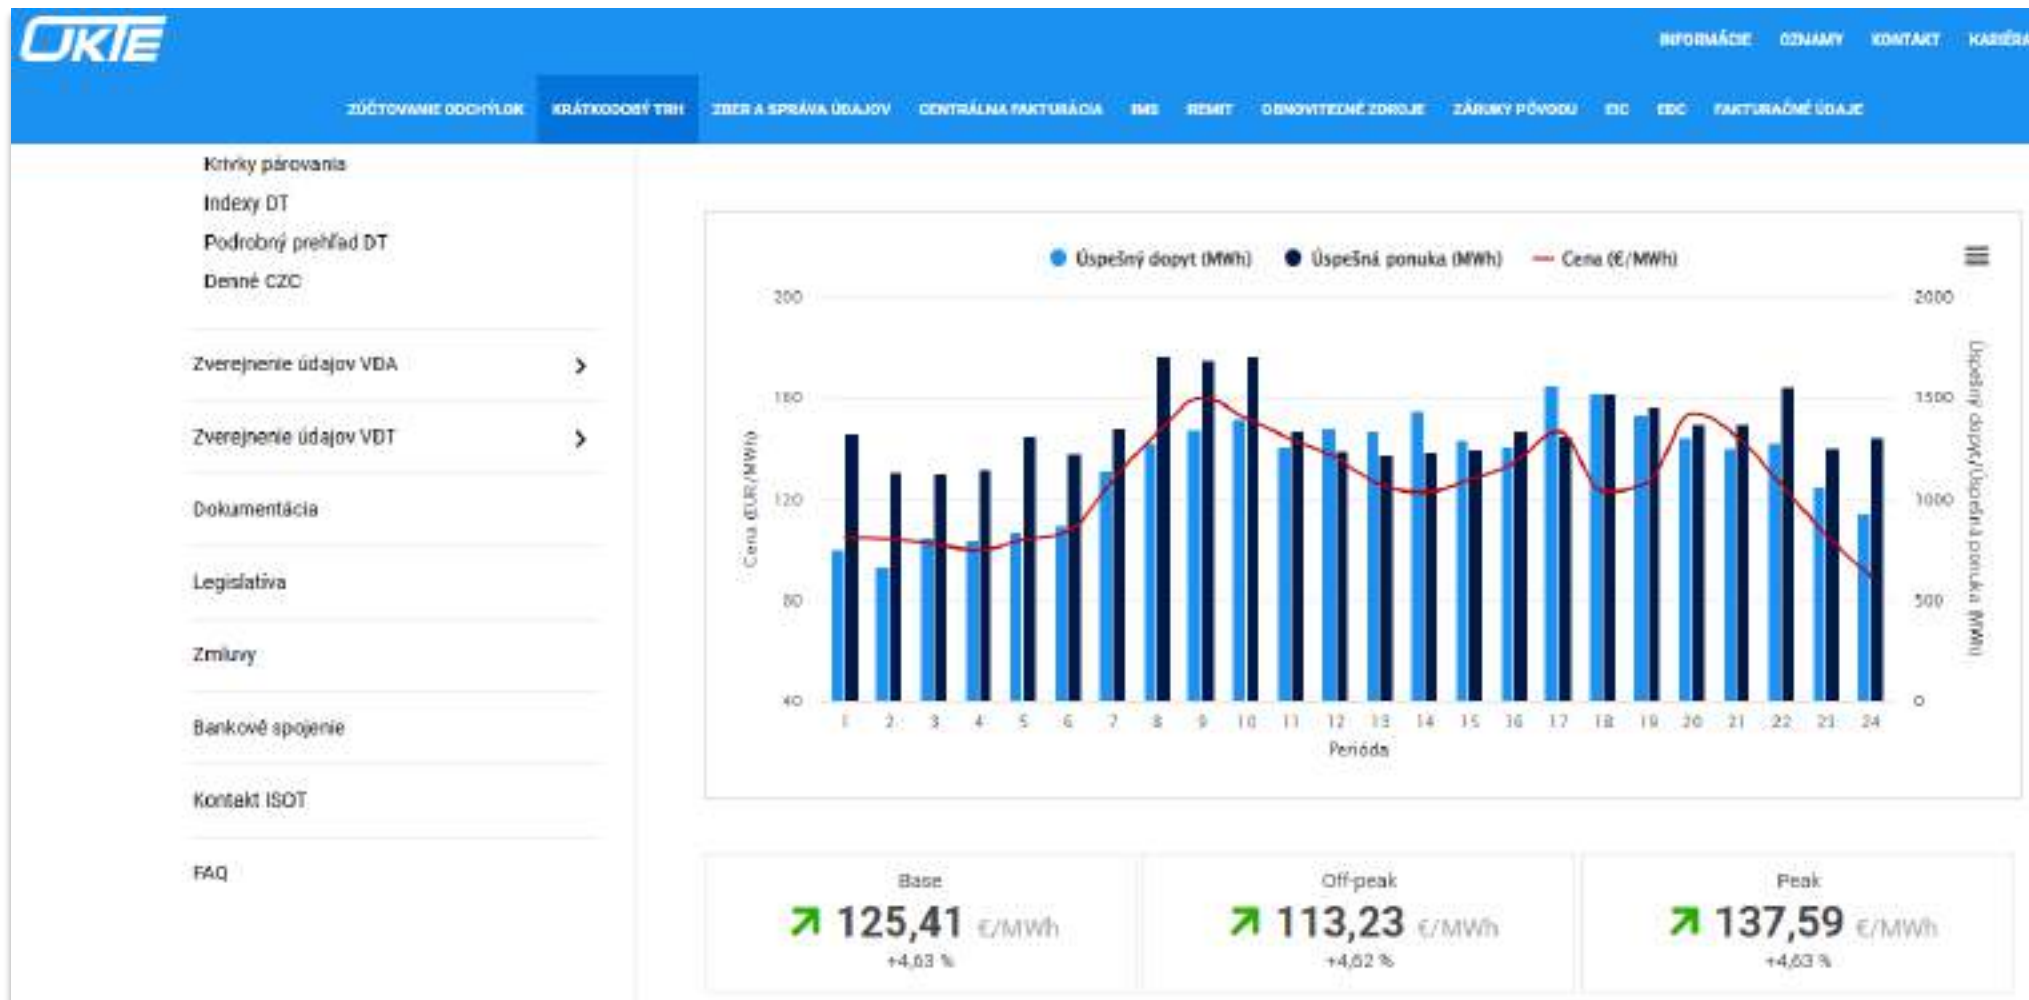 OKTE
INFORMÁCIE OZNAMY KONTAKT KARIÉRA
ZÚČTOVANIE ODCHÝLOK KRÁTKODOBÝ TRH ZBER A SPRÁVA ÚDAJOV CENTRÁLNA FAKTURÁCIA IMS REMIT OBNOVITEĽNÉ ZDROJE ZÁRUKY PÔVODU EIC EDC FAKTURAČNÉ ÚDAJE
Krivky párovania
Indexy DT
Podrobný prehľad DT
Denné CZC
Zverejnenie údajov VDA
Zverejnenie údajov VDT
Dokumentácia
Legislatíva
Zmluvy
Bankové spojenie
Kontakt ISOT
FAQ
Úspešný dopyt (MWh) Úspešná ponuka (MWh) Cena (€/MWh)
200 2000
160 1500
120 1000
80 500
40 0
Cena (EUR/MWh)
Úspešný dopyt/Úspešná ponuka (MWh)
1 2 3 4 5 6 7 8 9 10 11 12 13 14 15 16 17 18 19 20 21 22 23 24
Perióda
Base
125,41 €/MWh
+4,63 %
Off-peak
113,23 €/MWh
+4,62 %
Peak
137,59 €/MWh
+4,63 %